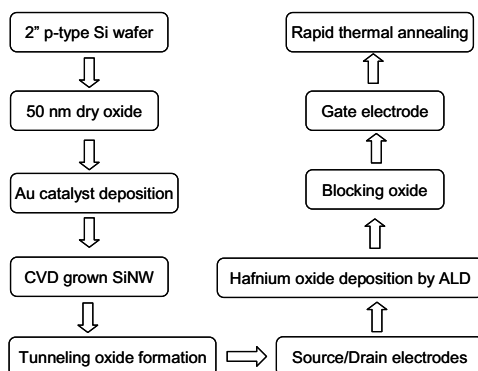 2” p-type Si wafer
50 nm dry oxide
Au catalyst deposition
CVD grown SiNW
Tunneling oxide formation
Source/Drain electrodes
Hafnium oxide deposition by ALD
Blocking oxide
Gate electrode
Rapid thermal annealing